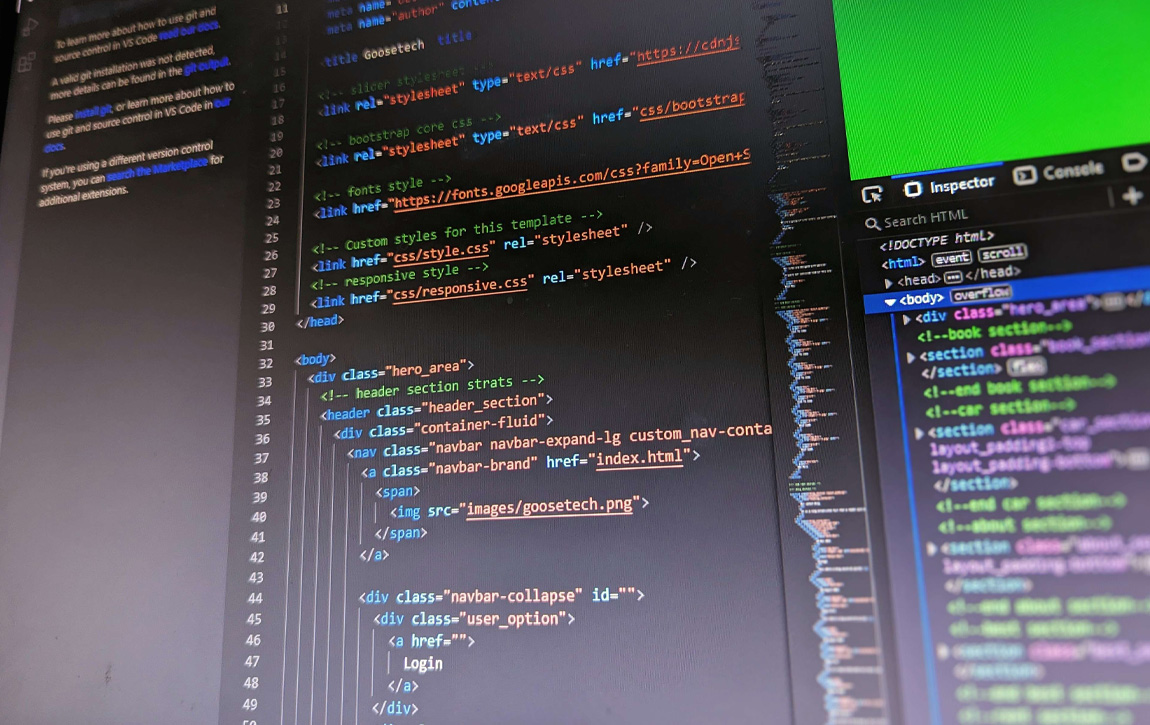 To learn more about how to use git and
source control in VS Code read our docs.
A valid git installation was not detected,
more details can be found in the git output.
Please install git, or learn more about how to
use git and source control in VS Code in our
docs.
If you're using a different version control
system, you can search the Marketplace for
additional extensions.
11 meta name=
12 meta name="author"
13
14 title Goosetech title
15
16 <!-- slicer stylesheet -->
17 <link rel="stylesheet" type="text/css" href="https://cdnjs
18
19 <!-- bootstrap core css -->
20 <link rel="stylesheet" type="text/css" href="css/bootstrap
21
22 <!-- fonts style -->
23 <link href="https://fonts.googleapis.com/css?family=Open+S
24
25 <!-- Custom styles for this template -->
26 <link href="css/style.css" rel="stylesheet" />
27 <!-- responsive style -->
28 <link href="css/responsive.css" rel="stylesheet" />
29
30 </head>
31
32 <body>
33 <div class="hero_area">
34 <!-- header section strats -->
35 <header class="header_section">
36 <div class="container-fluid">
37 <nav class="navbar navbar-expand-lg custom_nav-conta
38 <a class="navbar-brand" href="index.html">
39 <span>
40 <img src="images/goosetech.png">
41 </span>
42 </a>
43
44 <div class="navbar-collapse" id="">
45 <div class="user_option">
46 <a href="">
47 Login
48 </a>
49 </div>
Inspector Console
Search HTML
<!DOCTYPE html>
<html> event scroll
<head> </head>
<body> overflow
<div class="hero_area">
<!--book section-->
<section class="book_section
</section> flex
<!--end book section-->
<!--car section-->
<section class="car_section
layout_padding2-top
layout_padding-bottom">
</section>
<!--end car section-->
<!--about section-->
<section class="about_
layout_padding-bottom">
</section>
<!--end about section-->